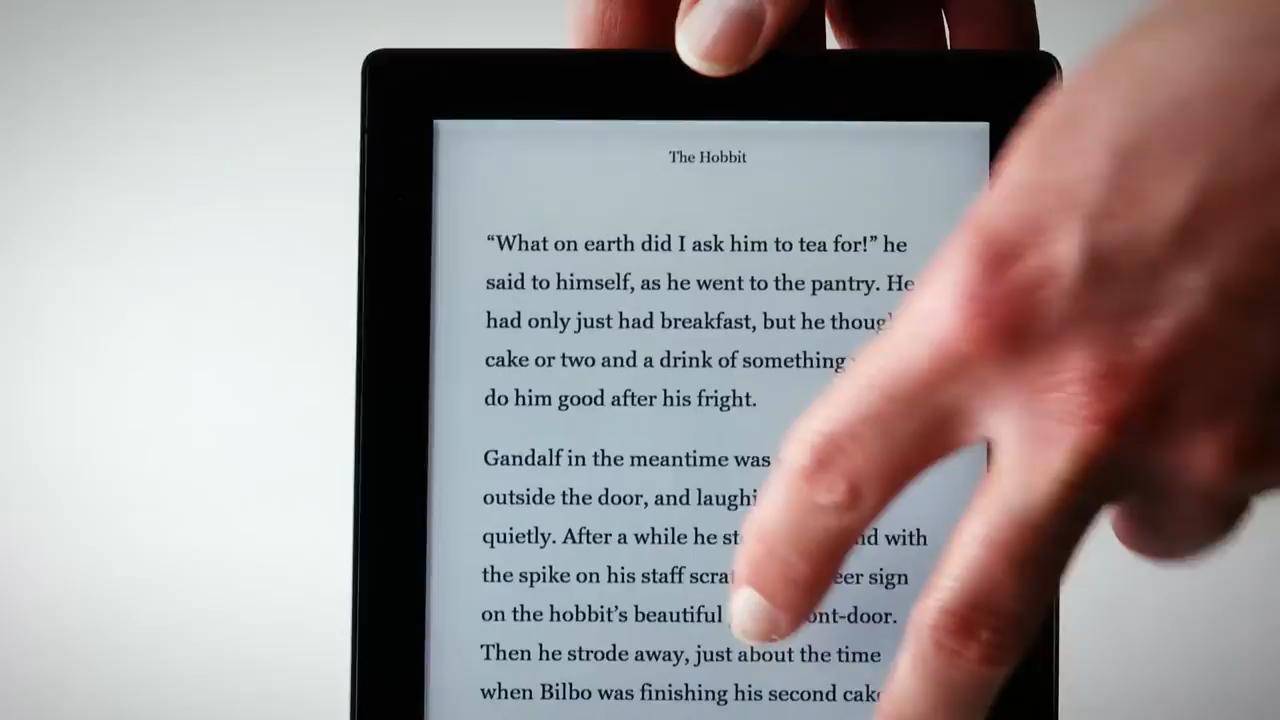 The Hobbit
“What on earth did I ask him to tea for!” he
said to himself, as he went to the pantry. He
had only just had breakfast, but he
cake or two and a drink of something
do him good after his fright.
Gandalf in the meantime was
outside the door, and
quietly. After a while he with
the spike on his staff sign
on the hobbit’s beautiful
Then he strode away, just about the time
when Bilbo was finishing his second